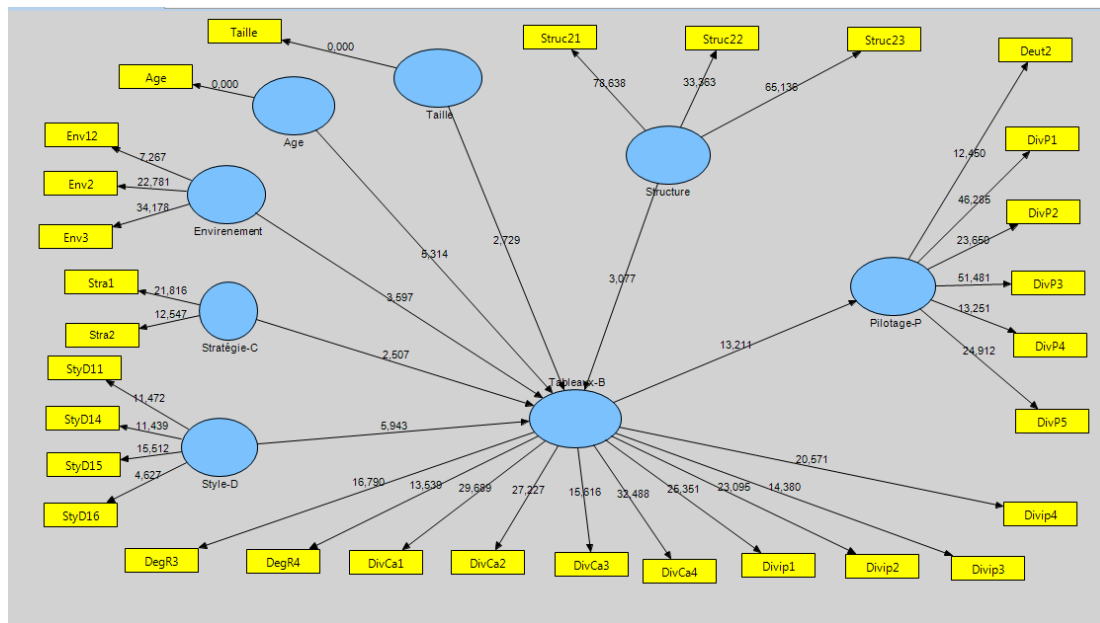 Taille
Struc21
Struc22
Struc23
Deut2
0,000
Age
0,000
Taille
Age
78,638
33,363
65,136
12,450
Env12
7,267
DivP1
Env2
22,781
46,285
Env3
34,178
Structure
DivP2
23,650
Envirenement
5,314
2,729
3,077
Stra1
21,816
51,481
DivP3
3,597
Stra2
12,547
Stratégie-C
13,251
DivP4
Pilotage-P
2,507
13,211
24,912
StyD11
11,472
Tableaux-B
DivP5
StyD14
11,439
5,943
StyD15
15,512
4,627
Style-D
20,571
StyD16
16,790
13,539
29,689
27,227
15,616
32,488
25,351
23,095
14,380
Divip4
DegR3
DegR4
DivCa1
DivCa2
DivCa3
DivCa4
Divip1
Divip2
Divip3